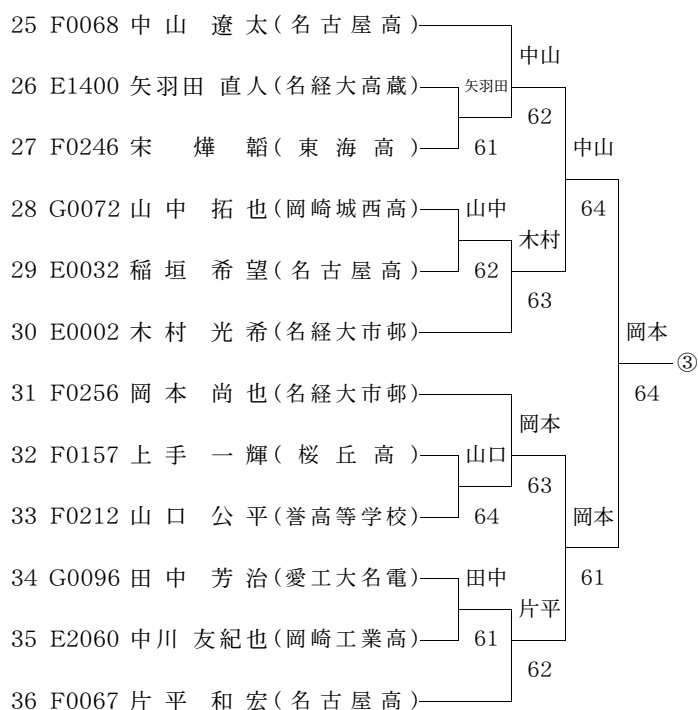 25 F0068 中山 遼太(名古屋高)
中山
26 E1400 矢羽田 直人(名経大高蔵)
矢羽田
62
27 F0246 宋 燁 韜(東海高)
61
中山
28 G0072 山中 拓也(岡崎城西高)
山中
64
木村
29 E0032 稲垣 希望(名古屋高)
62
63
30 E0002 木村 光希(名経大市邨)
岡本
③
31 F0256 岡本 尚也(名経大市邨)
64
岡本
32 F0157 上手 一輝(桜丘高)
山口
63
33 F0212 山口 公平(誉高等学校)
64
岡本
34 G0096 田中 芳治(愛工大名電)
田中
61
片平
35 E2060 中川 友紀也(岡崎工業高)
61
62
36 F0067 片平 和宏(名古屋高)